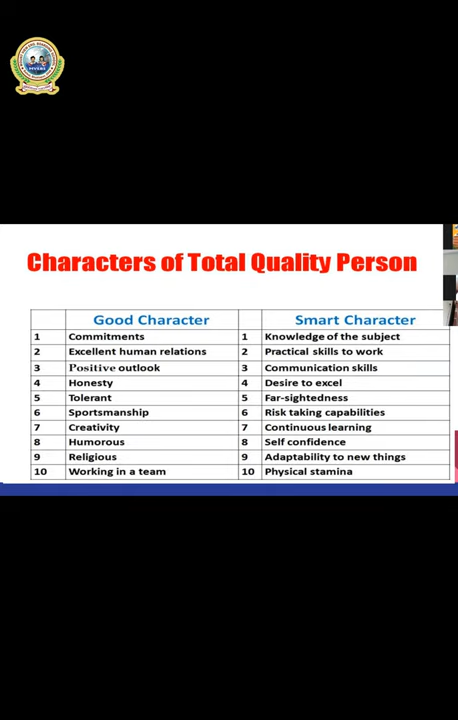 Characters of Total Quality Person
Good Character Smart Character
1 Commitments 1 Knowledge of the subject
2 Excellent human relations 2 Practical skills to work
3 Positive outlook 3 Communication skills
4 Honesty 4 Desire to excel
5 Tolerant 5 Far-sightedness
6 Sportsmanship 6 Risk taking capabilities
7 Creativity 7 Continuous learning
8 Humorous 8 Self confidence
9 Religious 9 Adaptability to new things
10 Working in a team 10 Physical stamina